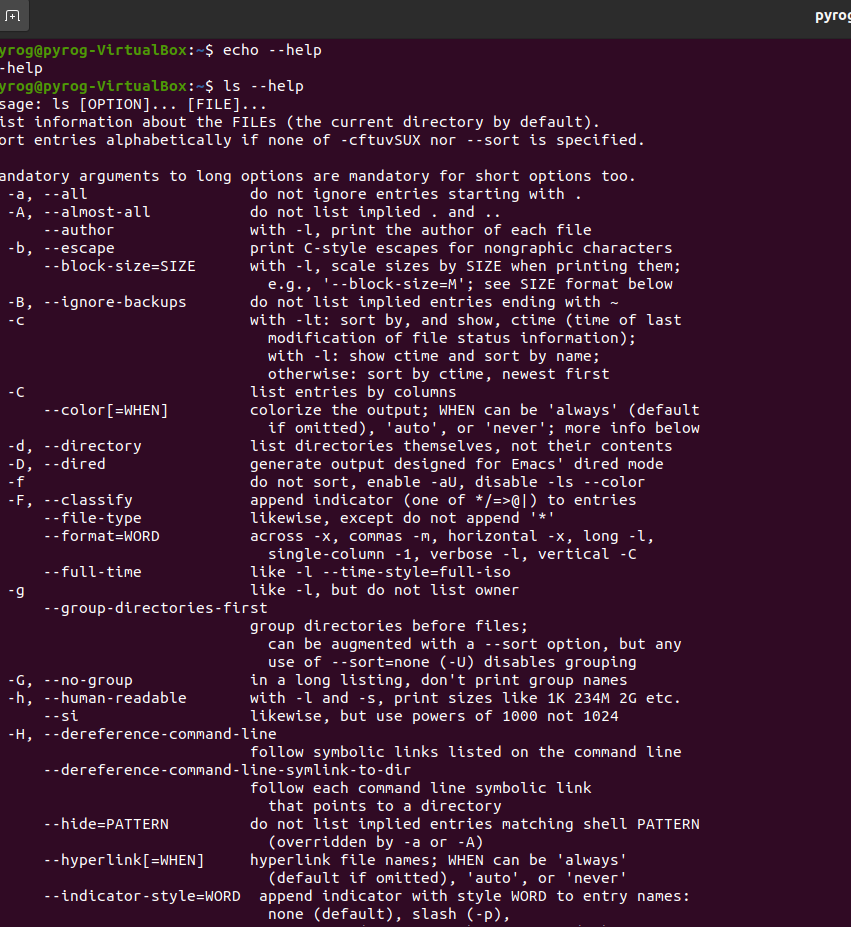 pyrog
yrog@pyrog-VirtualBox:~$ echo --help
-help
yrog@pyrog-VirtualBox:~$ ls --help
sage: ls [OPTION]... [FILE]...
ist information about the FILEs (the current directory by default).
ort entries alphabetically if none of -cftuvSUX nor --sort is specified.

andatory arguments to long options are mandatory for short options too.
 -a, --all                  do not ignore entries starting with .
 -A, --almost-all           do not list implied . and ..
     --author               with -l, print the author of each file
 -b, --escape               print C-style escapes for nongraphic characters
     --block-size=SIZE      with -l, scale sizes by SIZE when printing them;
                              e.g., '--block-size=M'; see SIZE format below
 -B, --ignore-backups       do not list implied entries ending with ~
 -c                         with -lt: sort by, and show, ctime (time of last
                              modification of file status information);
                              with -l: show ctime and sort by name;
                              otherwise: sort by ctime, newest first
 -C                         list entries by columns
     --color[=WHEN]         colorize the output; WHEN can be 'always' (default
                              if omitted), 'auto', or 'never'; more info below
 -d, --directory            list directories themselves, not their contents
 -D, --dired                generate output designed for Emacs' dired mode
 -f                         do not sort, enable -aU, disable -ls --color
 -F, --classify             append indicator (one of */=>@|) to entries
     --file-type            likewise, except do not append '*'
     --format=WORD          across -x, commas -m, horizontal -x, long -l,
                              single-column -1, verbose -l, vertical -C
     --full-time            like -l --time-style=full-iso
 -g                         like -l, but do not list owner
     --group-directories-first
                            group directories before files;
                              can be augmented with a --sort option, but any
                              use of --sort=none (-U) disables grouping
 -G, --no-group             in a long listing, don't print group names
 -h, --human-readable       with -l and -s, print sizes like 1K 234M 2G etc.
     --si                   likewise, but use powers of 1000 not 1024
 -H, --dereference-command-line
                            follow symbolic links listed on the command line
     --dereference-command-line-symlink-to-dir
                            follow each command line symbolic link
                              that points to a directory
     --hide=PATTERN         do not list implied entries matching shell PATTERN
                              (overridden by -a or -A)
     --hyperlink[=WHEN]     hyperlink file names; WHEN can be 'always'
                              (default if omitted), 'auto', or 'never'
     --indicator-style=WORD  append indicator with style WORD to entry names:
                              none (default), slash (-p),